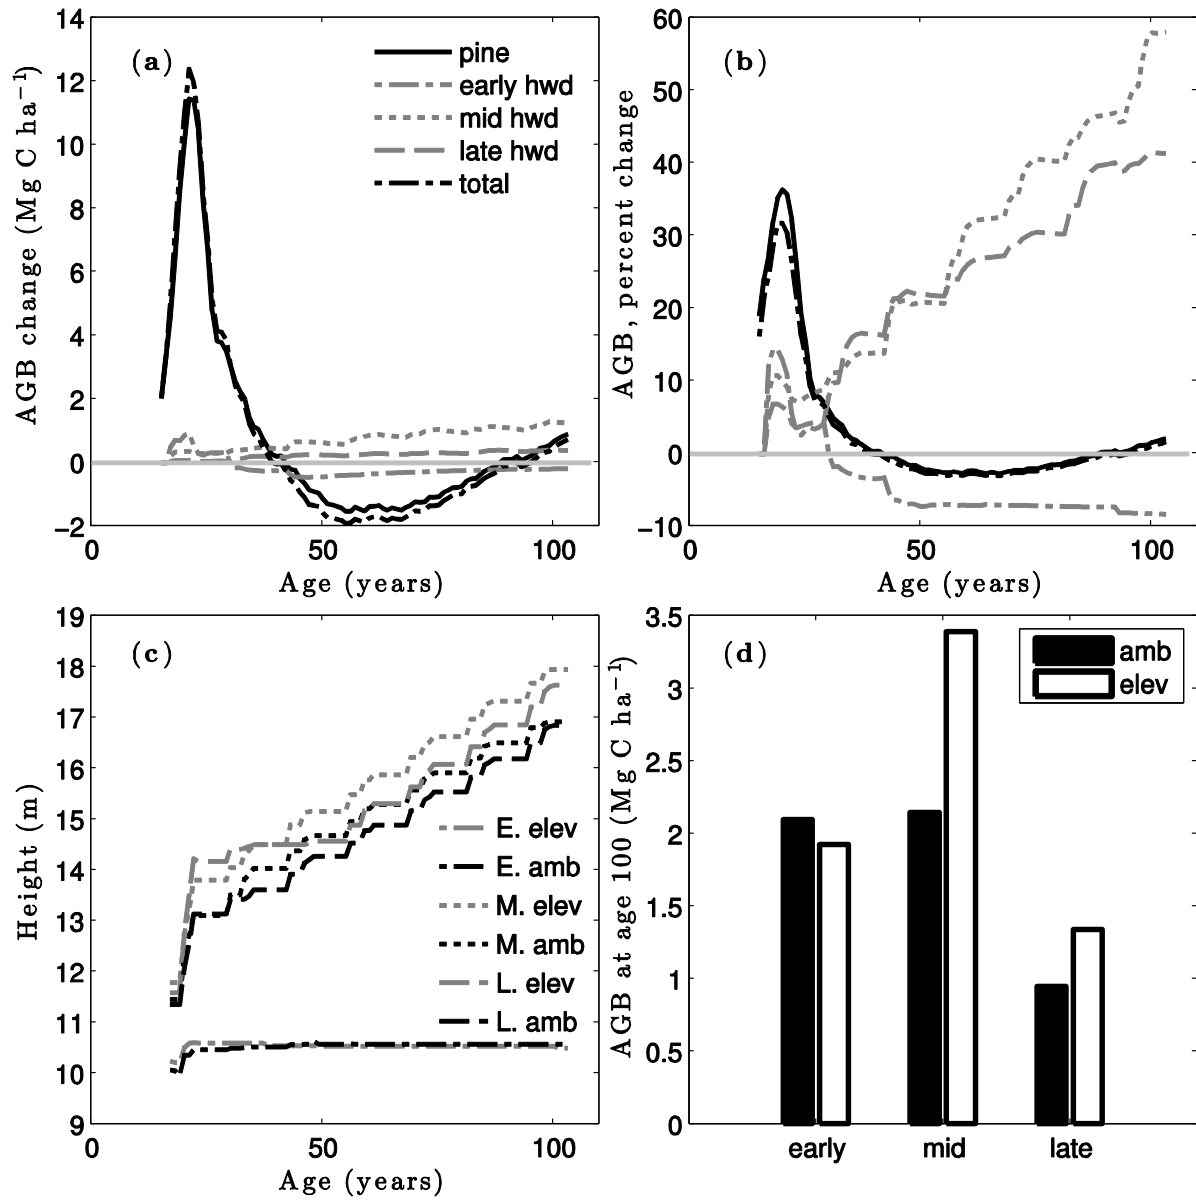 (a)
pine
early hwd
mid hwd
late hwd
total
14
12
10
8
6
4
2
0
−2
0
50
100
AGB change (Mg C ha−1)
Age (years)
(b)
60
50
40
30
20
10
0
−10
0
50
100
AGB, percent change
Age (years)
(c)
19
18
17
16
15
14
13
12
11
10
9
0
50
100
Height (m)
Age (years)
E. elev
E. amb
M. elev
M. amb
L. elev
L. amb
(d)
amb
elev
3.5
3
2.5
2
1.5
1
0.5
0
early
mid
late
AGB at age 100 (Mg C ha−1)